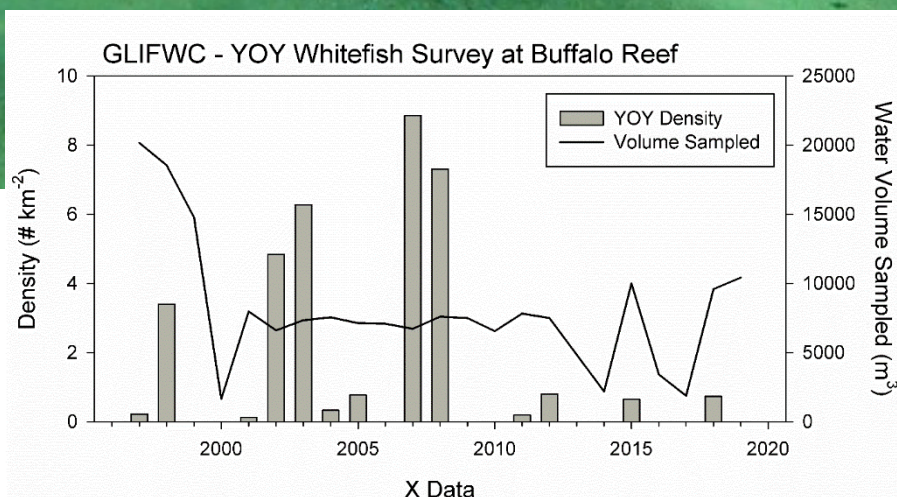 GLIFWC - YOY Whitefish Survey at Buffalo Reef
10
8
6
4
2
0
Density (# km-2)
25000
20000
15000
10000
5000
0
Water Volume Sampled (m3)
YOY Density
Volume Sampled
2000 2005 2010 2015 2020
X Data